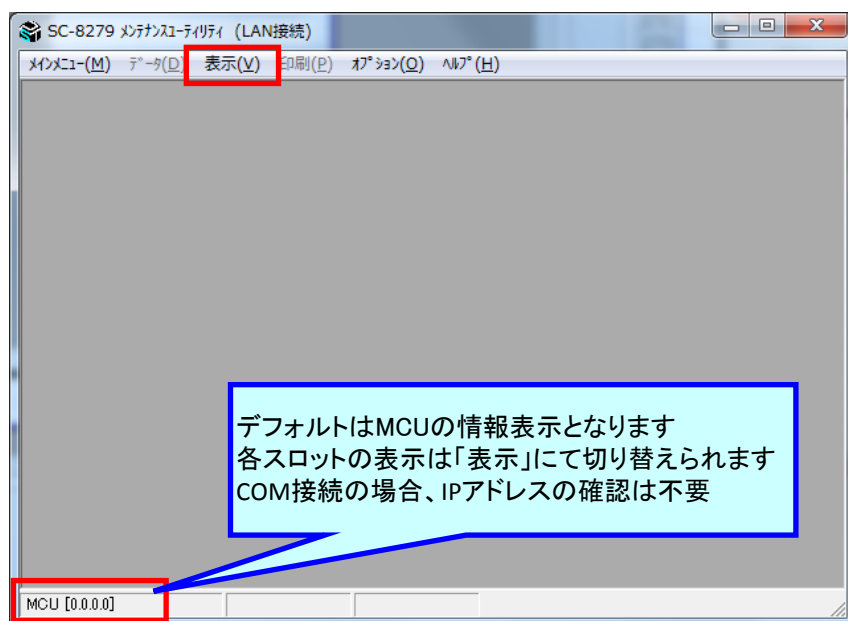 SC-8279 ﾒﾝﾃﾅﾝｽﾕｰﾃｨﾘﾃｨ (LAN接続)
ﾒｲﾝﾒﾆｭｰ(M) ﾃﾞｰﾀ(D) 表示(V) 印刷(P) ｵﾌﾟｼｮﾝ(O) ﾍﾙﾌﾟ(H)
デフォルトはMCUの情報表示となります
各スロットの表示は「表示」にて切り替えられます
COM接続の場合、IPアドレスの確認は不要
MCU [0.0.0.0]